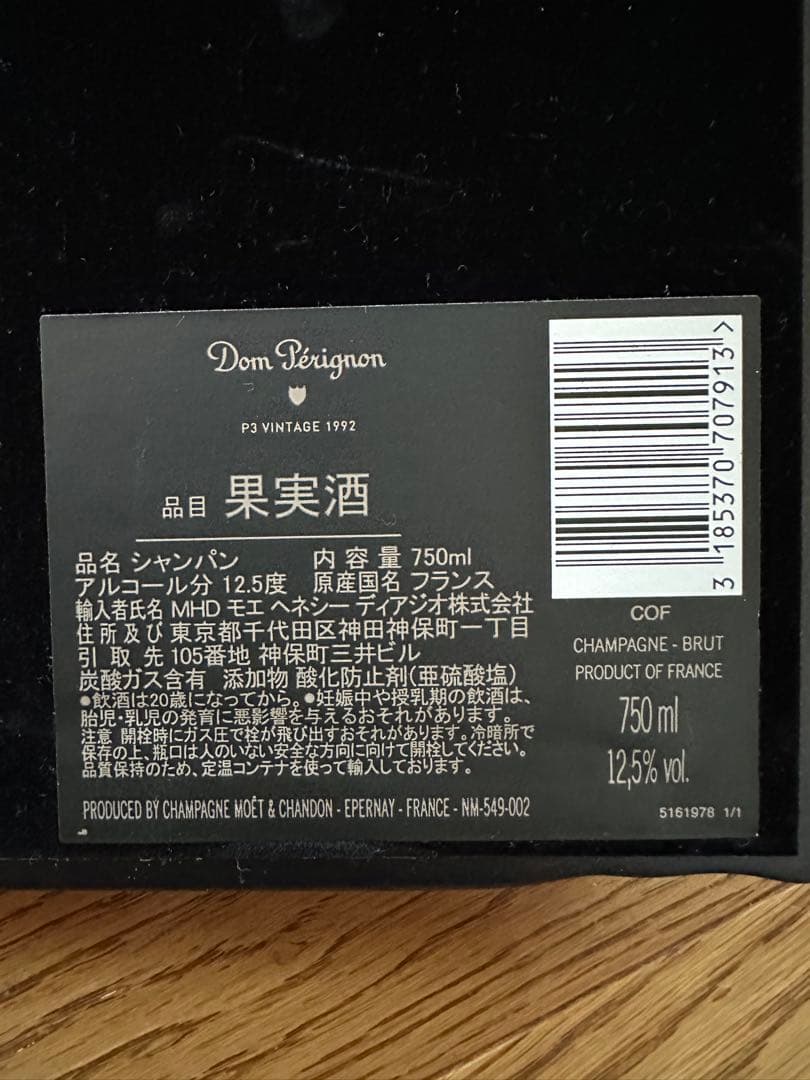 Dom Pérignon
P3 VINTAGE 1992
品目 果実酒
品名 シャンパン 内容量 750ml
アルコール分 12.5度 原産国名 フランス
輸入者氏名 MHD モエ ヘネシー ディアジオ株式会社
住所及び 東京都千代田区神田神保町一丁目
引取先 105番地 神保町三井ビル
炭酸ガス含有 添加物 酸化防止剤(亜硫酸塩)
●飲酒は20歳になってから。●妊娠中や授乳期の飲酒は、
胎児・乳児の発育に悪影響を与えるおそれがあります。
注意 開栓時にガス圧で栓が飛び出すおそれがあります。冷暗所で
保存の上、瓶口は人のいない安全な方向に向けて開栓してください。
品質保持のため、定温コンテナを使って輸入しております。
PRODUCED BY CHAMPAGNE MOËT & CHANDON - EPERNAY - FRANCE - NM-549-002
3 185370 707913 >
COF
CHAMPAGNE - BRUT
PRODUCT OF FRANCE
750 ml
12,5% vol.
5161978 1/1